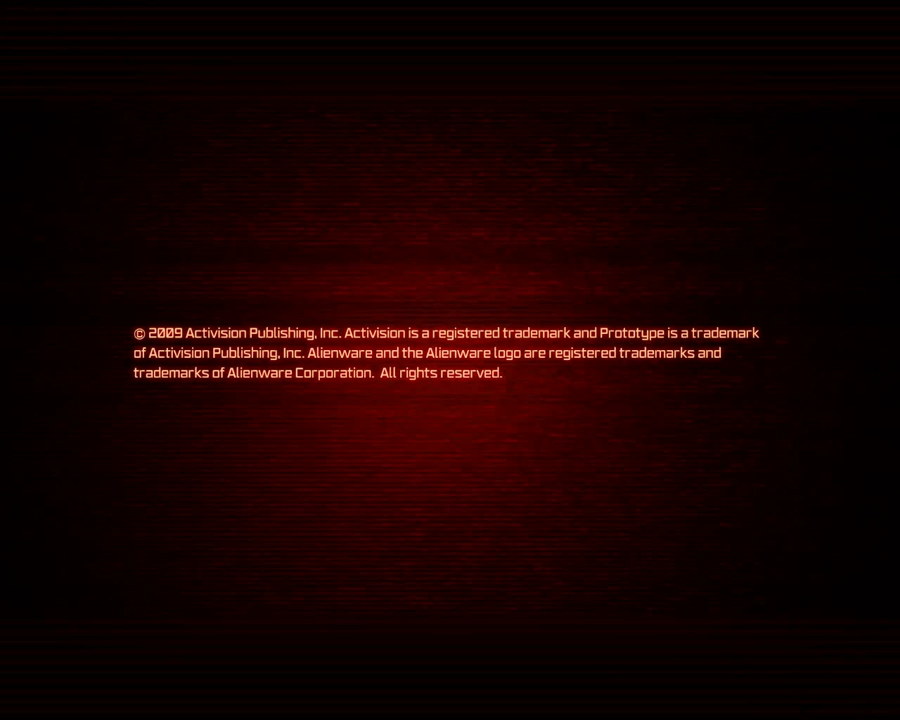 © 2009 Activision Publishing, Inc. Activision is a registered trademark and Prototype is a trademark
of Activision Publishing, Inc. Alienware and the Alienware logo are registered trademarks and
trademarks of Alienware Corporation.  All rights reserved.